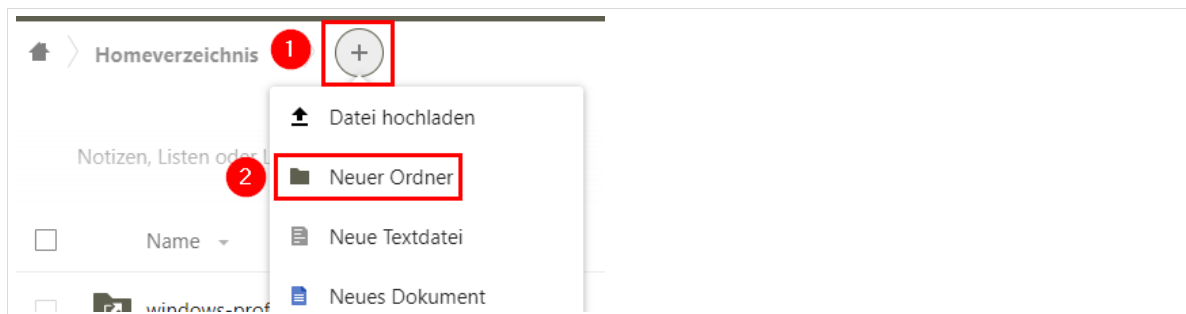 Homeverzeichnis
1
+
Datei hochladen
Notizen, Listen oder
2
Neuer Ordner
Name
Neue Textdatei
Neues Dokument